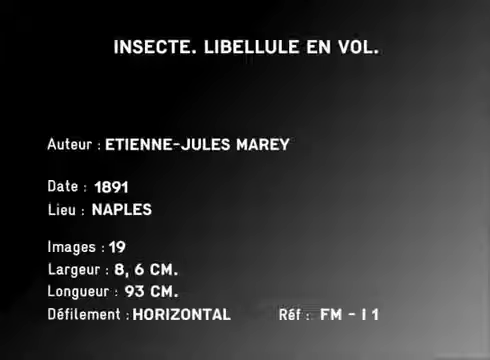 INSECTE. LIBELLULE EN VOL.
Auteur : ETIENNE-JULES MAREY
Date : 1891
Lieu : NAPLES
Images : 19
Largeur : 8, 6 CM.
Longueur : 93 CM.
Défilement : HORIZONTAL Réf : FM - I 1